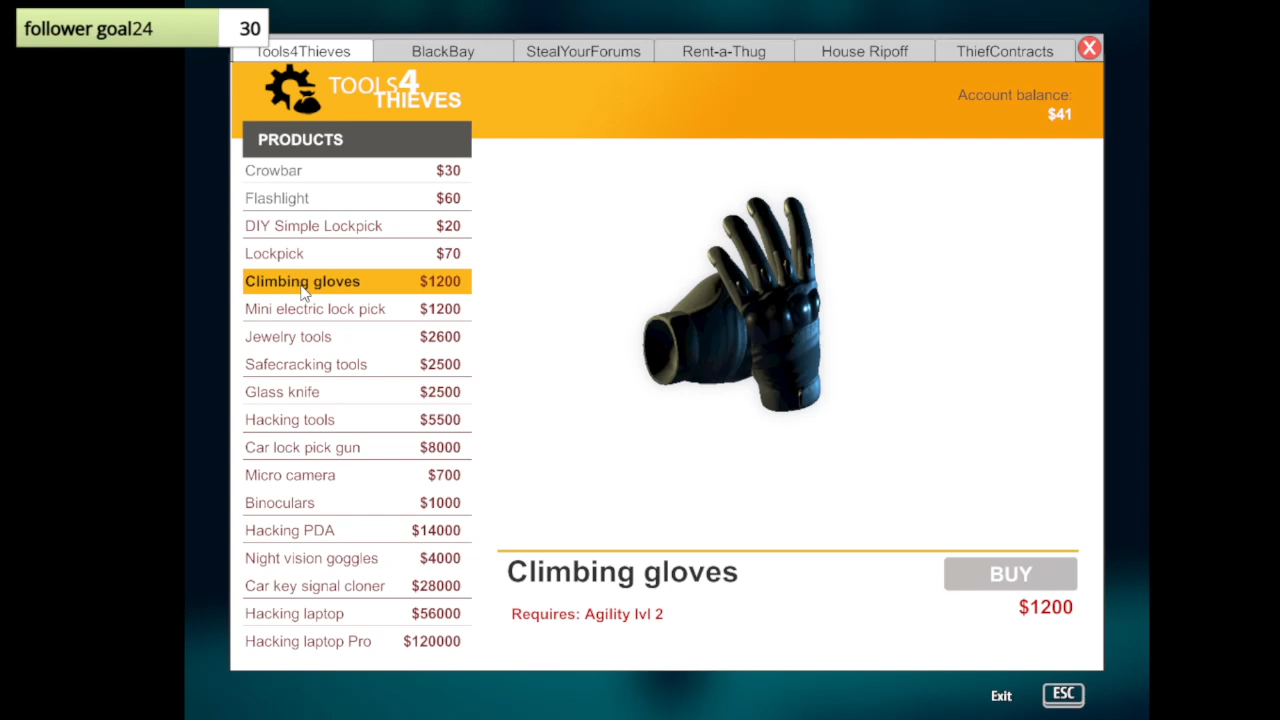 follower goal24 30
Tools4Thieves BlackBay StealYourForums Rent-a-Thug House Ripoff ThiefContracts X
TOOLS4
THIEVES
Account balance:
$41
PRODUCTS
Crowbar $30
Flashlight $60
DIY Simple Lockpick $20
Lockpick $70
Climbing gloves $1200
Mini electric lock pick $1200
Jewelry tools $2600
Safecracking tools $2500
Glass knife $2500
Hacking tools $5500
Car lock pick gun $8000
Micro camera $700
Binoculars $1000
Hacking PDA $14000
Night vision goggles $4000
Car key signal cloner $28000
Hacking laptop $56000
Hacking laptop Pro $120000
Climbing gloves BUY
$1200
Requires: Agility lvl 2
Exit ESC